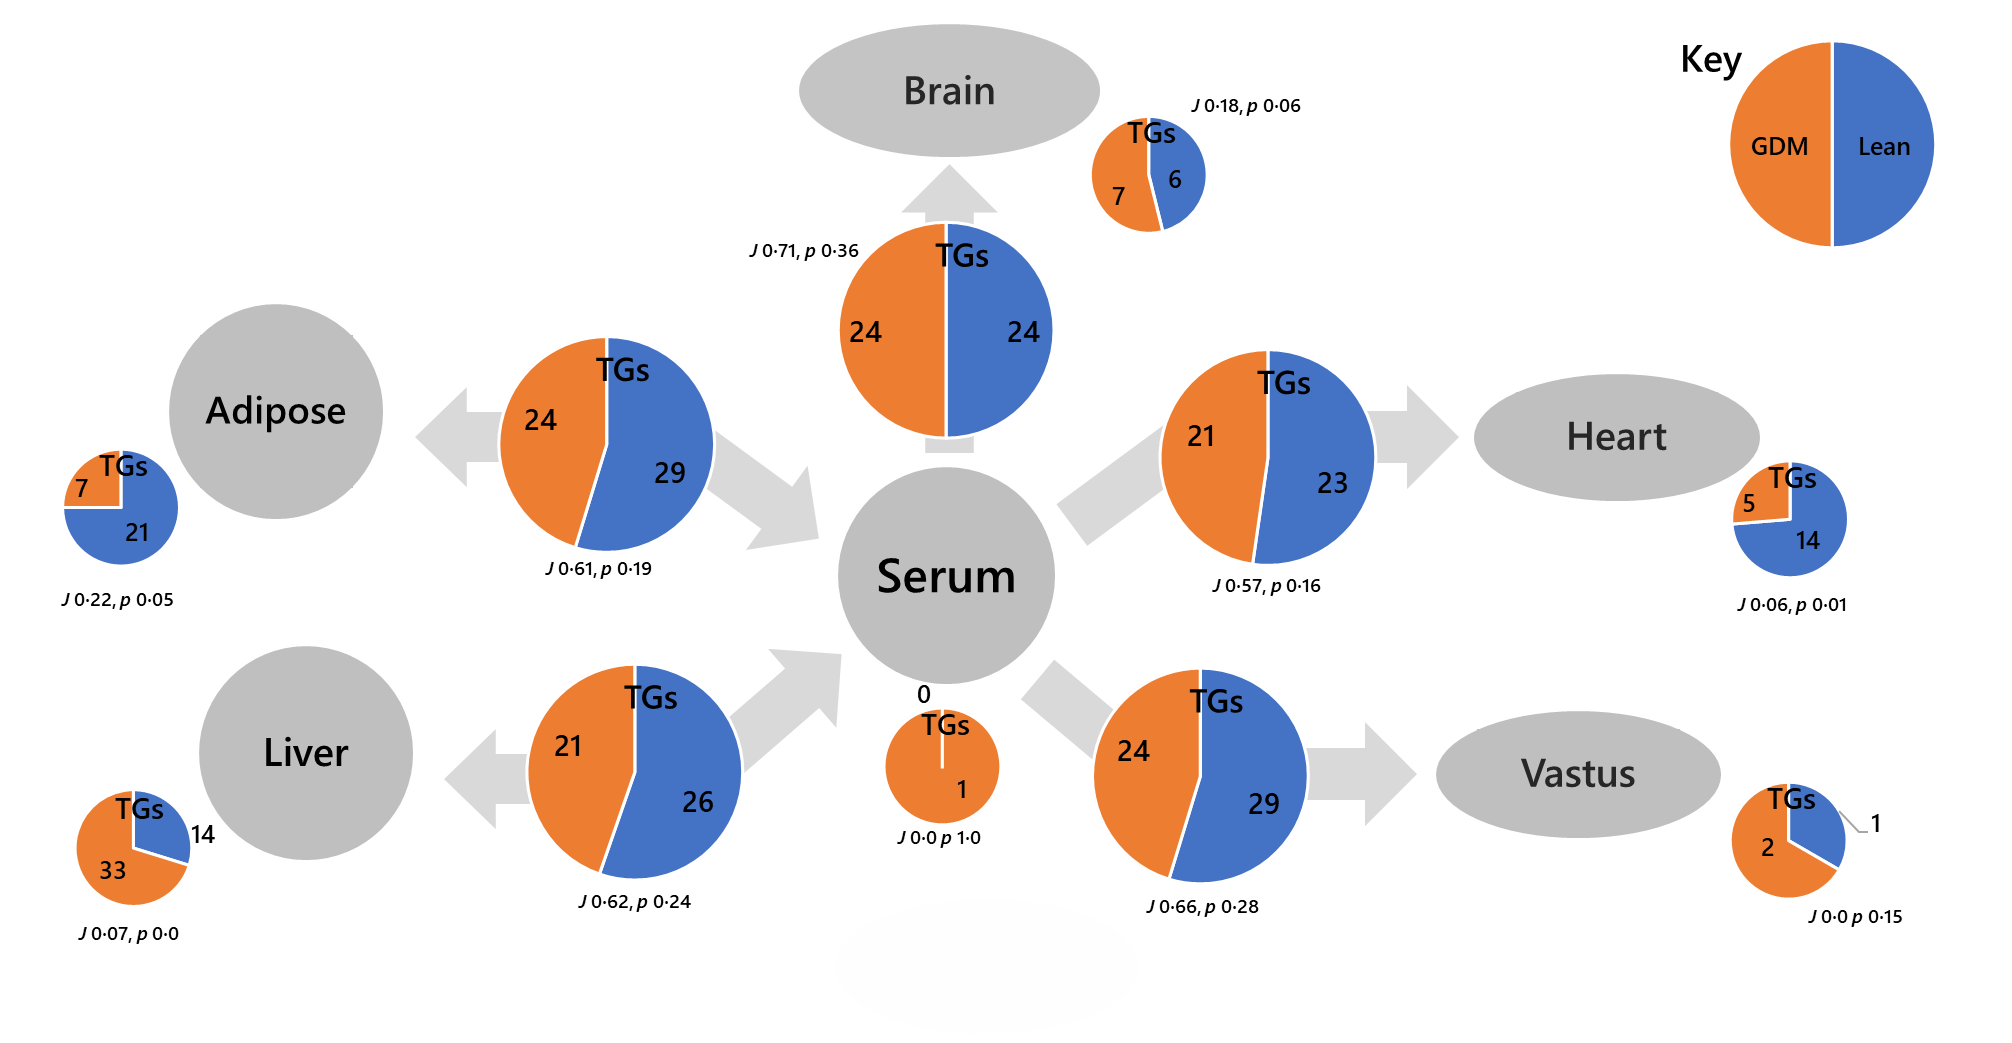 Brain
Key
GDM
Lean
J 0·18, p 0·06
TGs
7
6
J 0·71, p 0·36
TGs
24
24
Adipose
TGs
24
29
J 0·61, p 0·19
TGs
7
21
J 0·22, p 0·05
TGs
21
23
J 0·57, p 0·16
Heart
TGs
5
14
J 0·06, p 0·01
Serum
0
TGs
1
J 0·0 p 1·0
Liver
TGs
21
26
J 0·62, p 0·24
TGs
14
33
J 0·07, p 0·0
TGs
24
29
J 0·66, p 0·28
Vastus
TGs
1
2
J 0·0 p 0·15